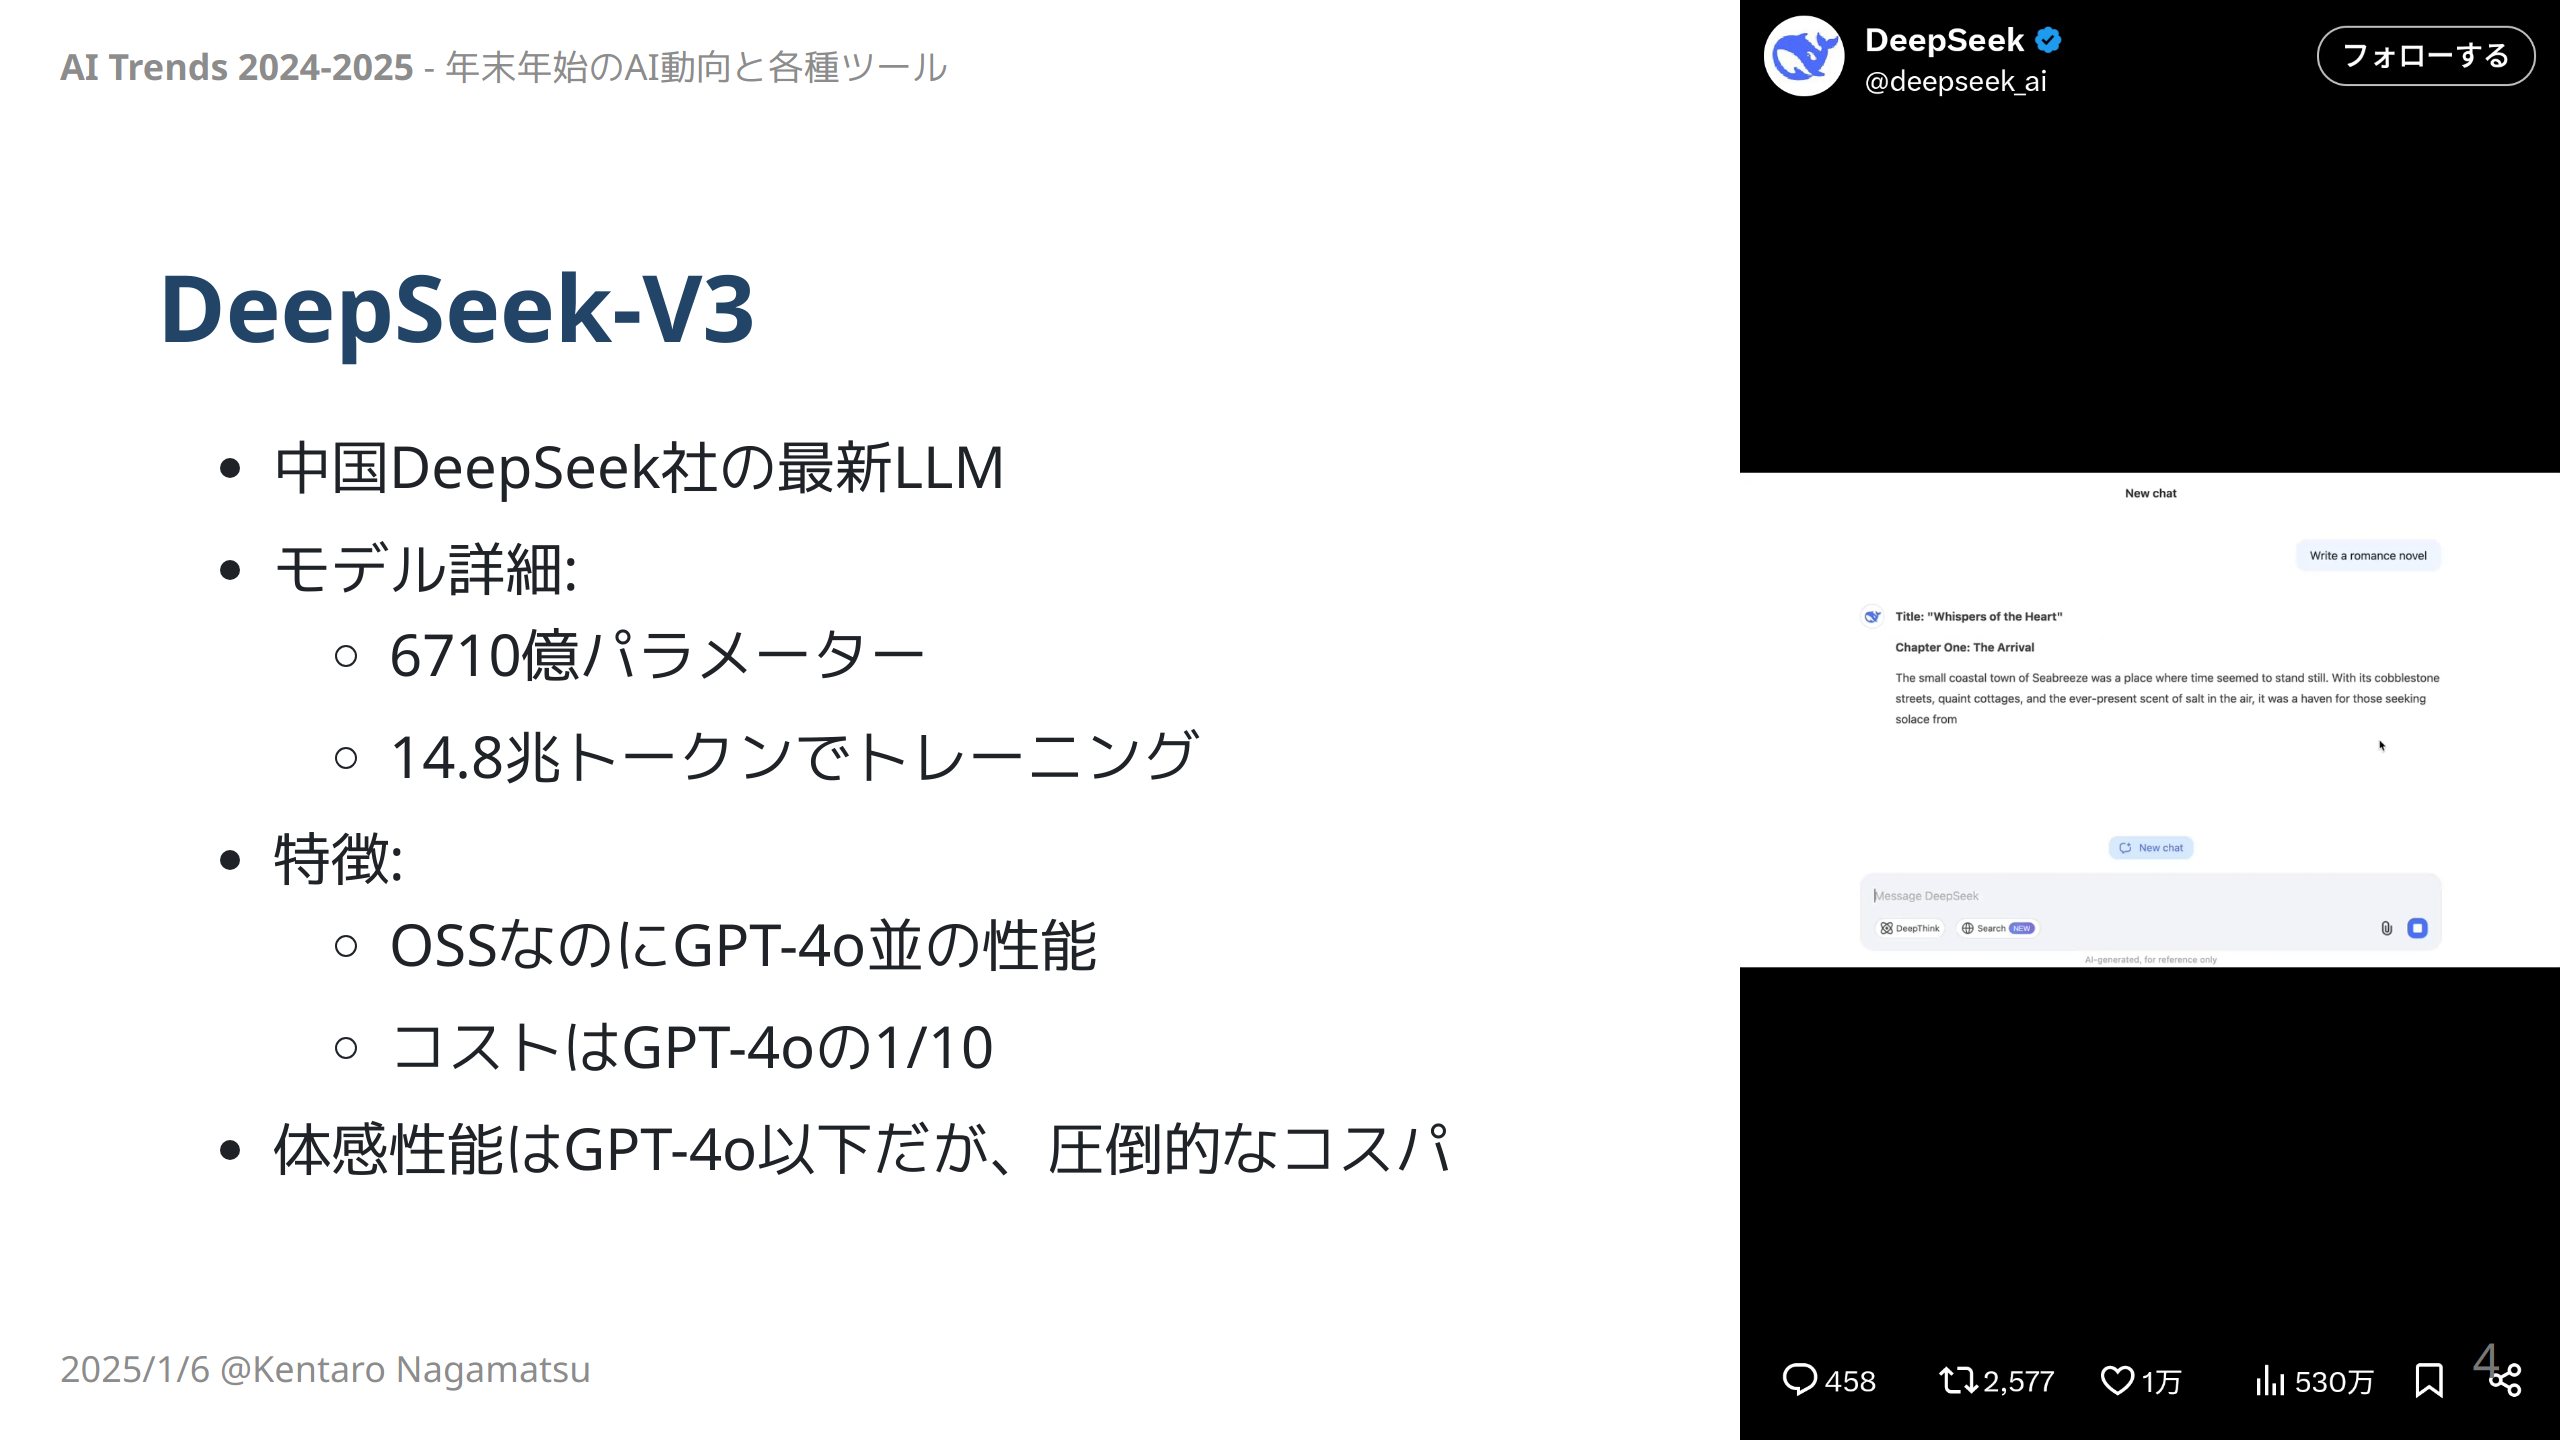 AI Trends 2024-2025 - 年末年始のAI動向と各種ツール
DeepSeek-V3
• 中国DeepSeek社の最新LLM
• モデル詳細:
○ 6710億パラメーター
○ 14.8兆トークンでトレーニング
• 特徴:
○ OSSなのにGPT-4o並の性能
○ コストはGPT-4oの1/10
• 体感性能はGPT-4o以下だが、圧倒的なコスパ
2025/1/6 @Kentaro Nagamatsu
DeepSeek
@deepseek_ai
フォローする
New chat
Write a romance novel
Title: "Whispers of the Heart"
Chapter One: The Arrival
The small coastal town of Seabreeze was a place where time seemed to stand still. With its cobblestone
streets, quaint cottages, and the ever-present scent of salt in the air, it was a haven for those seeking
solace from
New chat
Message DeepSeek
DeepThink
Search NEW
AI-generated, for reference only
458 2,577 1万 530万
4